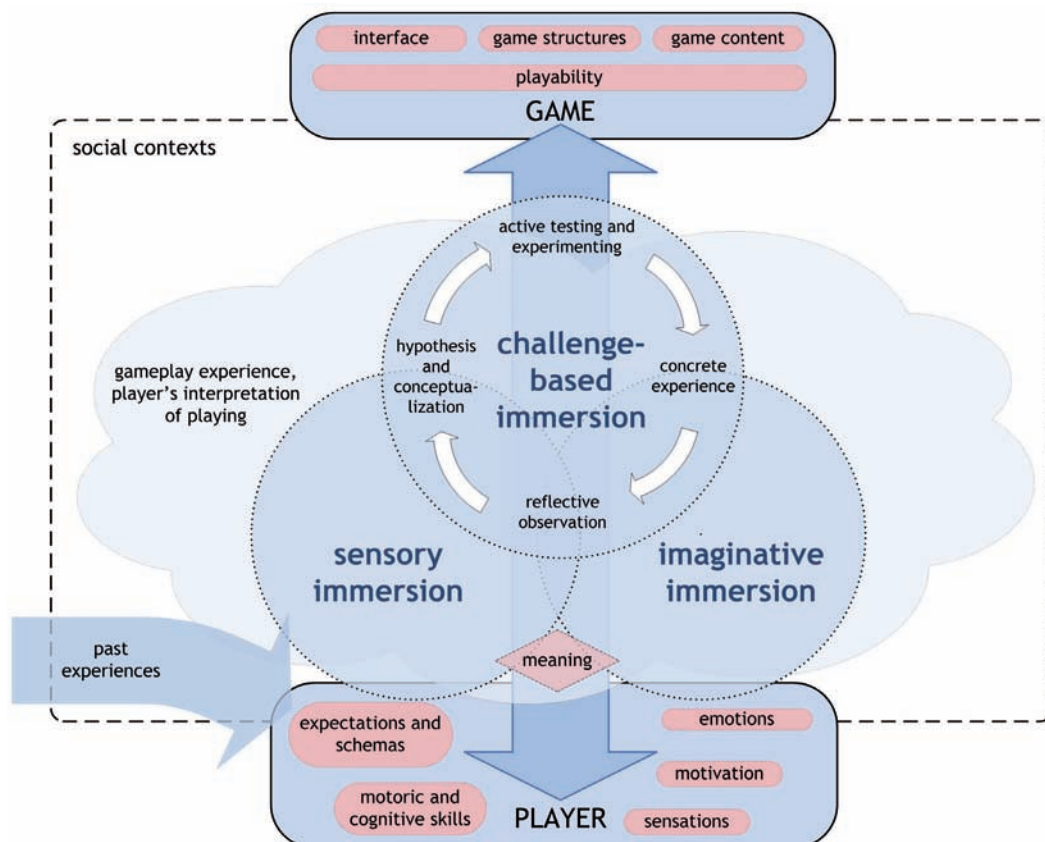 interface
game structures
game content
playability
GAME
social contexts
active testing and
experimenting
hypothesis
and
conceptua-
lization
challenge-
based
immersion
concrete
experience
gameplay experience,
player's interpretation
of playing
reflective
observation
sensory
immersion
imaginative
immersion
past
experiences
meaning
expectations and
schemas
emotions
motivation
motoric and
cognitive skills
PLAYER
sensations